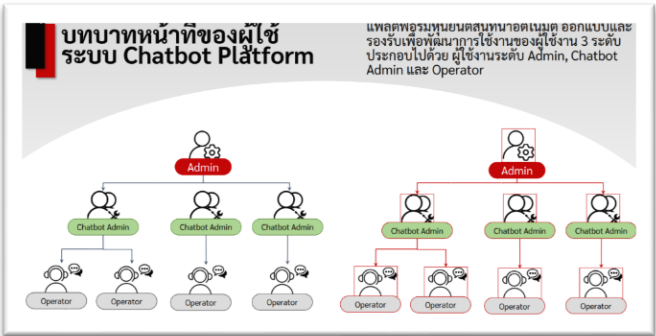 บทบาทหน้าที่ของผู้ใช้
ระบบ Chatbot Platform
แพลตฟอร์มหุ่นยนต์สนทนาอัตโนมัติ ออกแบบและ
รองรับเพื่อพัฒนาการใช้งานของผู้ใช้งาน 3 ระดับ
ประกอบไปด้วย ผู้ใช้งานระดับ Admin, Chatbot
Admin และ Operator
Admin
Chatbot Admin
Chatbot Admin
Chatbot Admin
Operator
Operator
Operator
Operator
Admin
Chatbot Admin
Chatbot Admin
Chatbot Admin
Operator
Operator
Operator
Operator